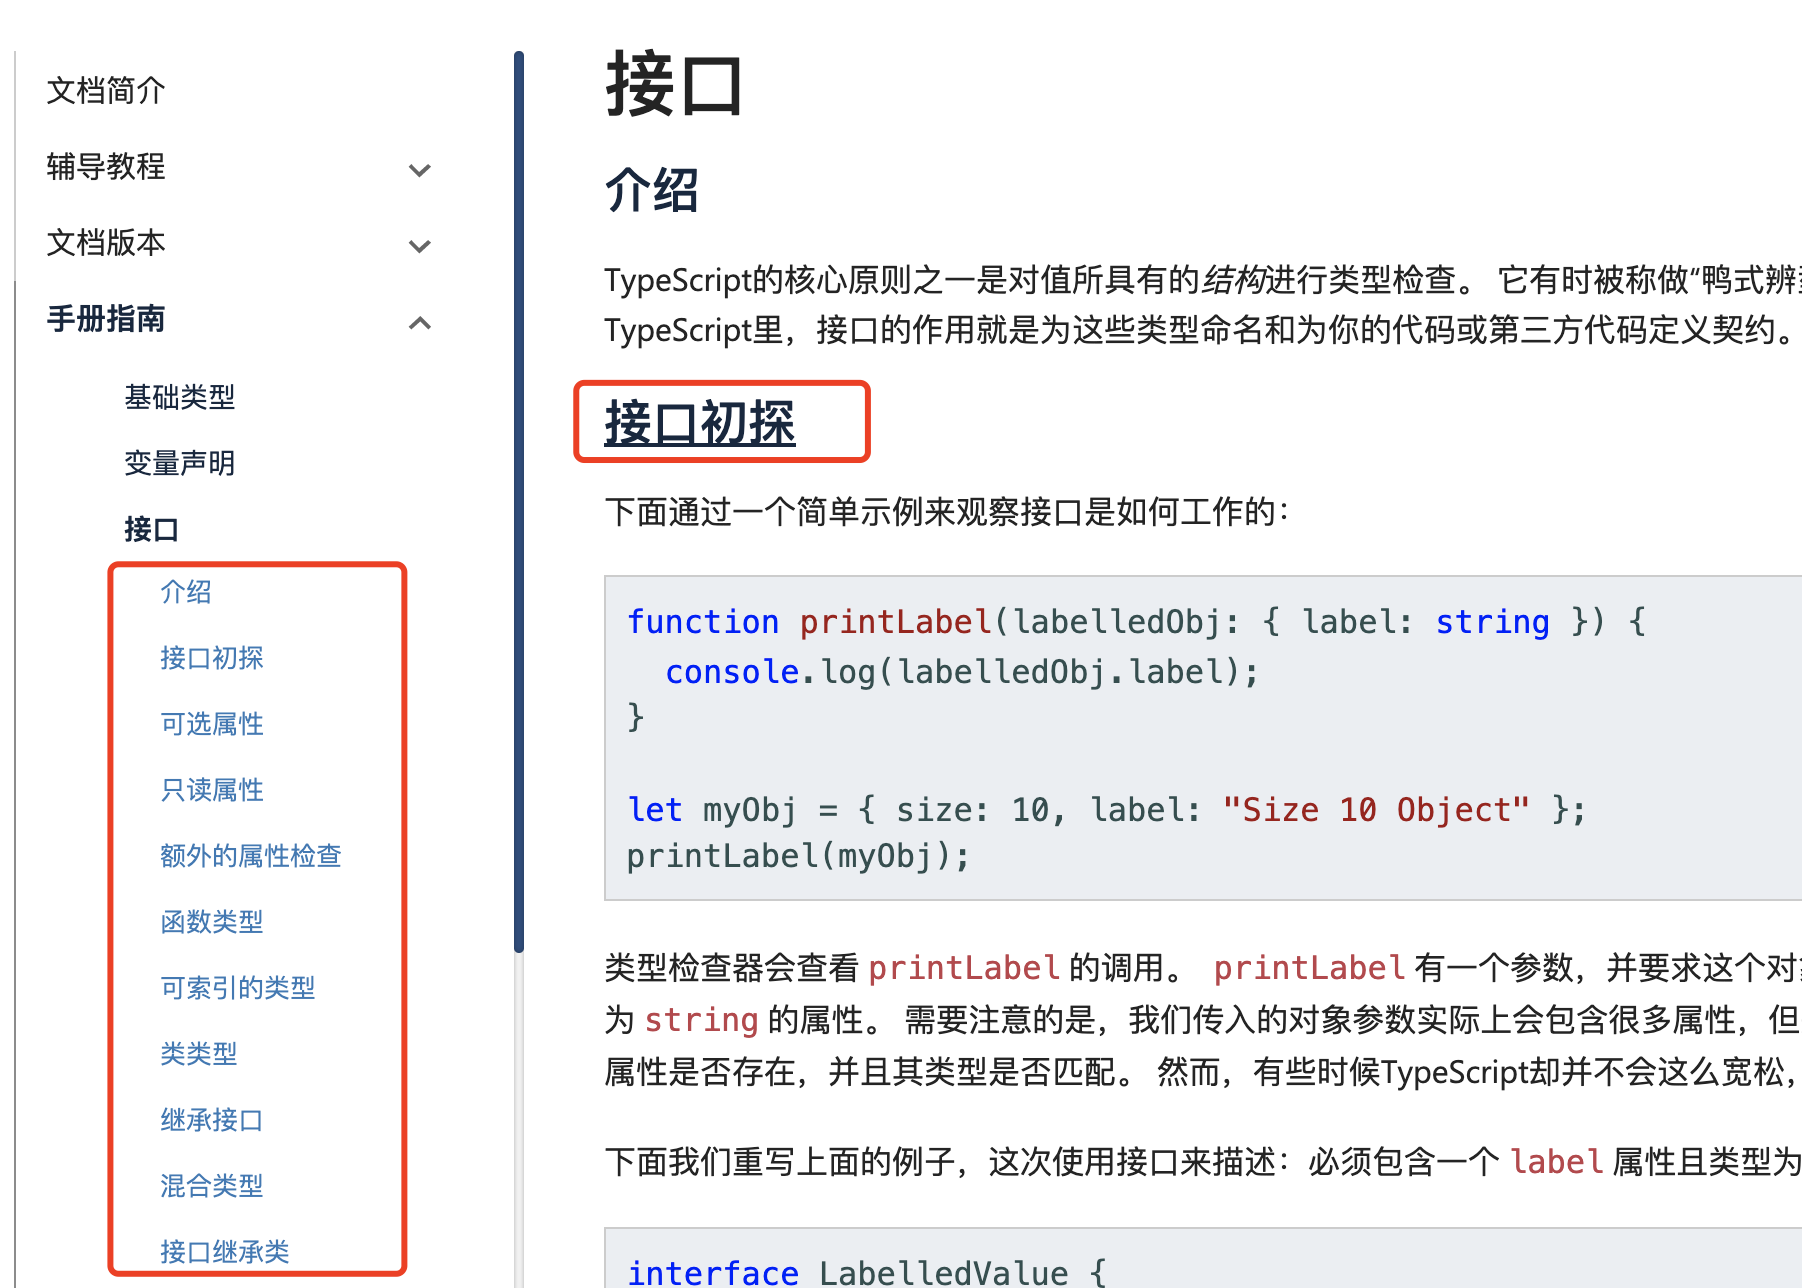 文档简介
辅导教程
文档版本
手册指南
基础类型
变量声明
接口
介绍
接口初探
可选属性
只读属性
额外的属性检查
函数类型
可索引的类型
类类型
继承接口
混合类型
接口继承类
接口
介绍
TypeScript的核心原则之一是对值所具有的结构进行类型检查。 它有时被称做“鸭式辨
TypeScript里，接口的作用就是为这些类型命名和为你的代码或第三方代码定义契约。
接口初探
下面通过一个简单示例来观察接口是如何工作的：
function printLabel(labelledObj: { label: string }) {
  console.log(labelledObj.label);
}
let myObj = { size: 10, label: "Size 10 Object" };
printLabel(myObj);
类型检查器会查看 printLabel 的调用。 printLabel 有一个参数，并要求这个对
为 string 的属性。 需要注意的是，我们传入的对象参数实际上会包含很多属性，但
属性是否存在，并且其类型是否匹配。 然而，有些时候TypeScript却并不会这么宽松，
下面我们重写上面的例子，这次使用接口来描述：必须包含一个 label 属性且类型为
interface LabelledValue {